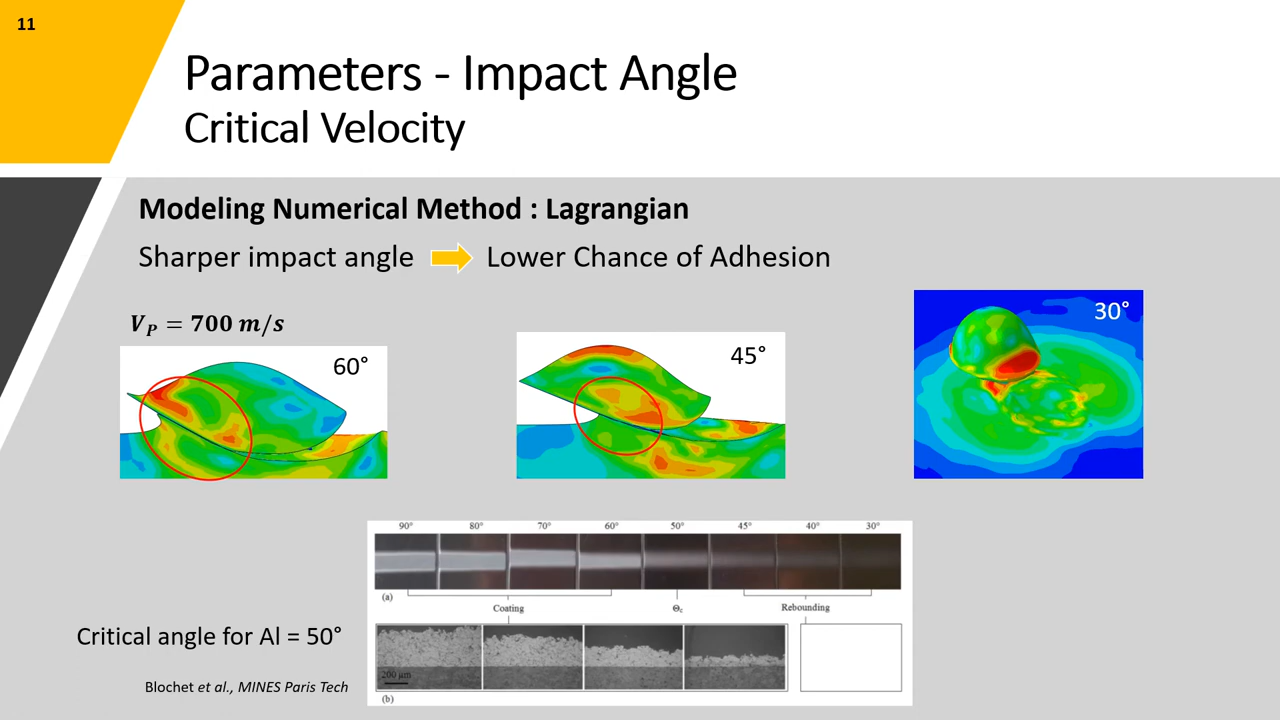 11
Parameters - Impact Angle
Critical Velocity
Modeling Numerical Method : Lagrangian
Sharper impact angle Lower Chance of Adhesion
V_P = 700 m/s
60°
45°
30°
90° 80° 70° 60° 50° 45° 40° 30°
(a)
Coating Θc Rebounding
200 µm
(b)
Critical angle for Al = 50°
Blochet et al., MINES Paris Tech